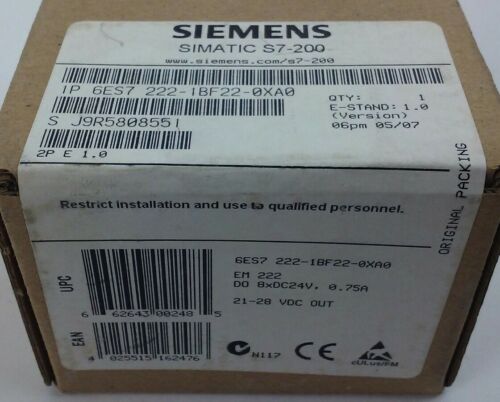 SIEMENS
SIMATIC S7-200
www.siemens.com/s7-200
1P 6ES7 222-1BF22-0XA0
S J9R5808551
2P E 1.0
QTY: 1
E-STAND: 1.0
(Version)
06pm 05/07
ORIGINAL PACKING
Restrict installation and use to qualified personnel.
UPC
6 62643 00248 5
EAN
4 025515 162476
6ES7 222-1BF22-0XA0
EM 222
DO 8xDC24V, 0.75A
21-28 VDC OUT
N117
CE
cULus/FM